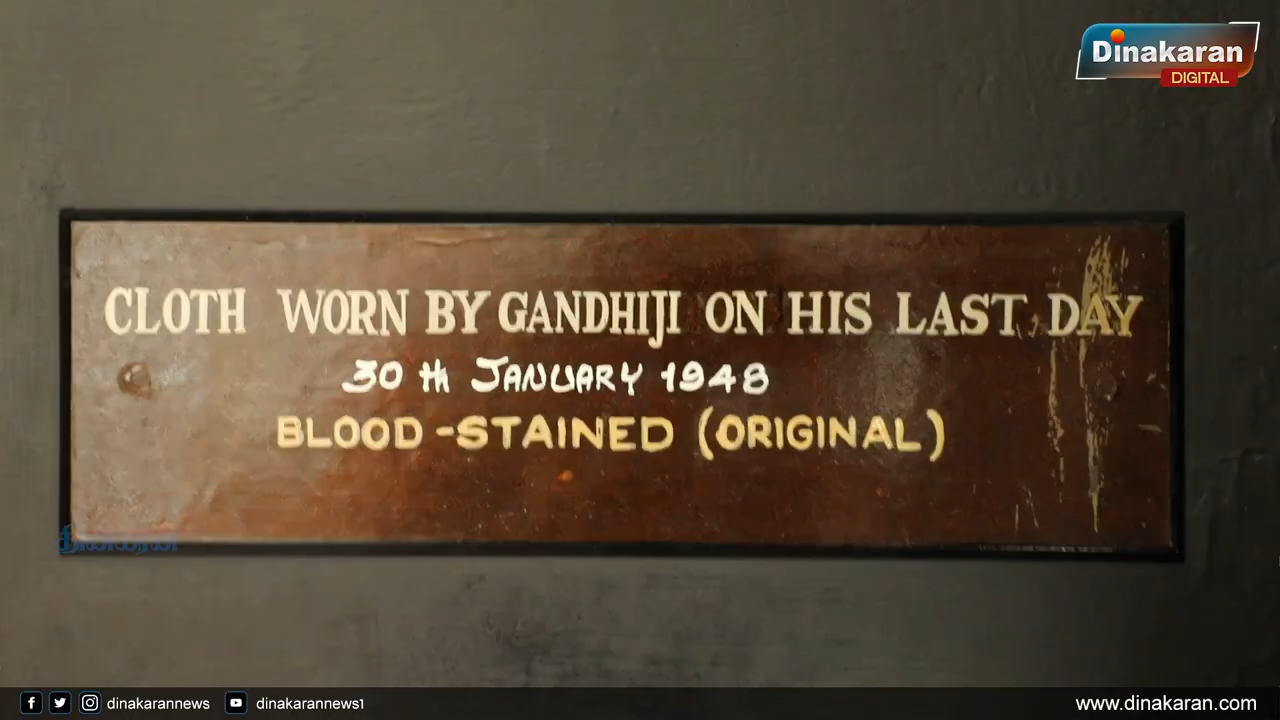 Dinakaran
DIGITAL
CLOTH WORN BY GANDHIJI ON HIS LAST DAY
30 th JANUARY 1948
BLOOD-STAINED (ORIGINAL)
தினகரன்
dinakarannews dinakarannews1 www.dinakaran.com